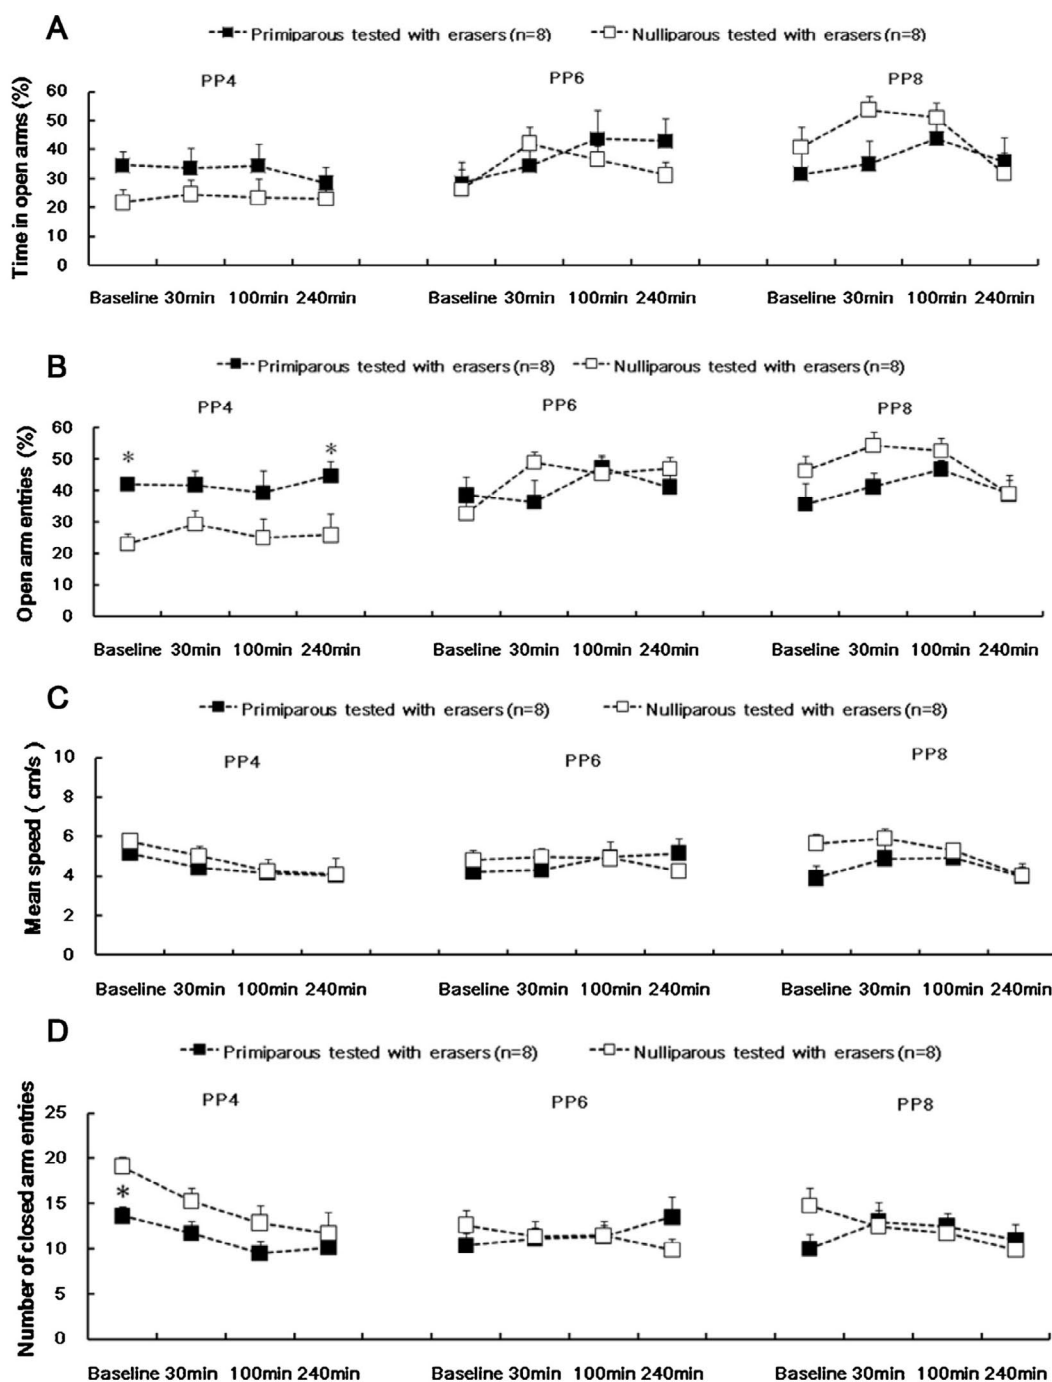 A
Primiparous tested with erasers (n=8) Nulliparous tested with erasers (n=8)
PP4 PP6 PP8
Time in open arms (%)
60
50
40
30
20
10
0
Baseline 30min 100min 240min Baseline 30min 100min 240min Baseline 30min 100min 240min
B
Primiparous tested with erasers (n=8) Nulliparous tested with erasers (n=8)
PP4 PP6 PP8
Open arm entries (%)
60
50
40
30
20
10
0
* *
Baseline 30min 100min 240min Baseline 30min 100min 240min Baseline 30min 100min 240min
C
Primiparous tested with erasers (n=8) Nulliparous tested with erasers (n=8)
PP4 PP6 PP8
Mean speed ( cm/s )
10
8
6
4
2
0
Baseline 30min 100min 240min Baseline 30min 100min 240min Baseline 30min 100min 240min
D
Primiparous tested with erasers (n=8) Nulliparous tested with erasers (n=8)
PP4 PP6 PP8
Number of closed arm entries
25
20
15
10
5
0
*
Baseline 30min 100min 240min Baseline 30min 100min 240min Baseline 30min 100min 240min